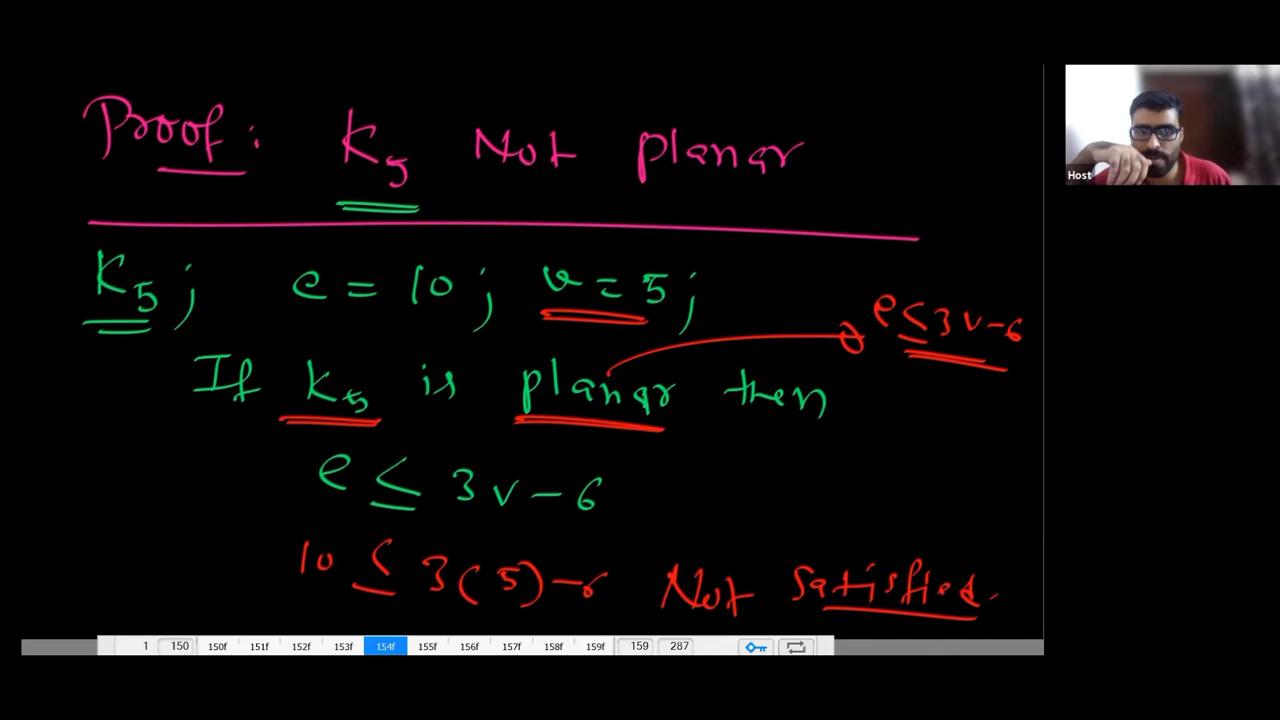 Proof: K5 Not planar
Host
K5; e = 10; v = 5;
e ≤ 3v-6
If K5 is planar then
e ≤ 3v-6
10 ≤ 3(5)-6 Not Satisfied.
1 150 150f 151f 152f 153f 154f 155f 156f 157f 158f 159f 159 287